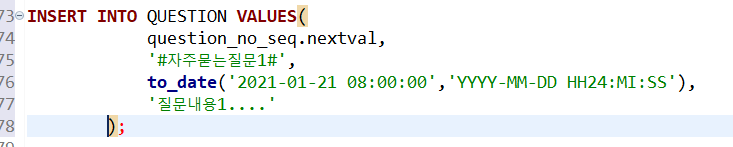 73 INSERT INTO QUESTION VALUES(
74 question_no_seq.nextval,
75 '#자주묻는질문1#',
76 to_date('2021-01-21 08:00:00','YYYY-MM-DD HH24:MI:SS'),
77 '질문내용1....'
78 );
79